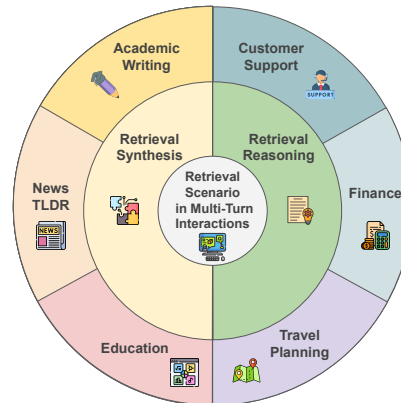 Academic
Writing
Customer
Support
SUPPORT
Retrieval
Synthesis
Retrieval
Reasoning
News
TLDR
NEWS
Retrieval
Scenario
in Multi-Turn
Interactions
Finance
Education
Travel
Planning